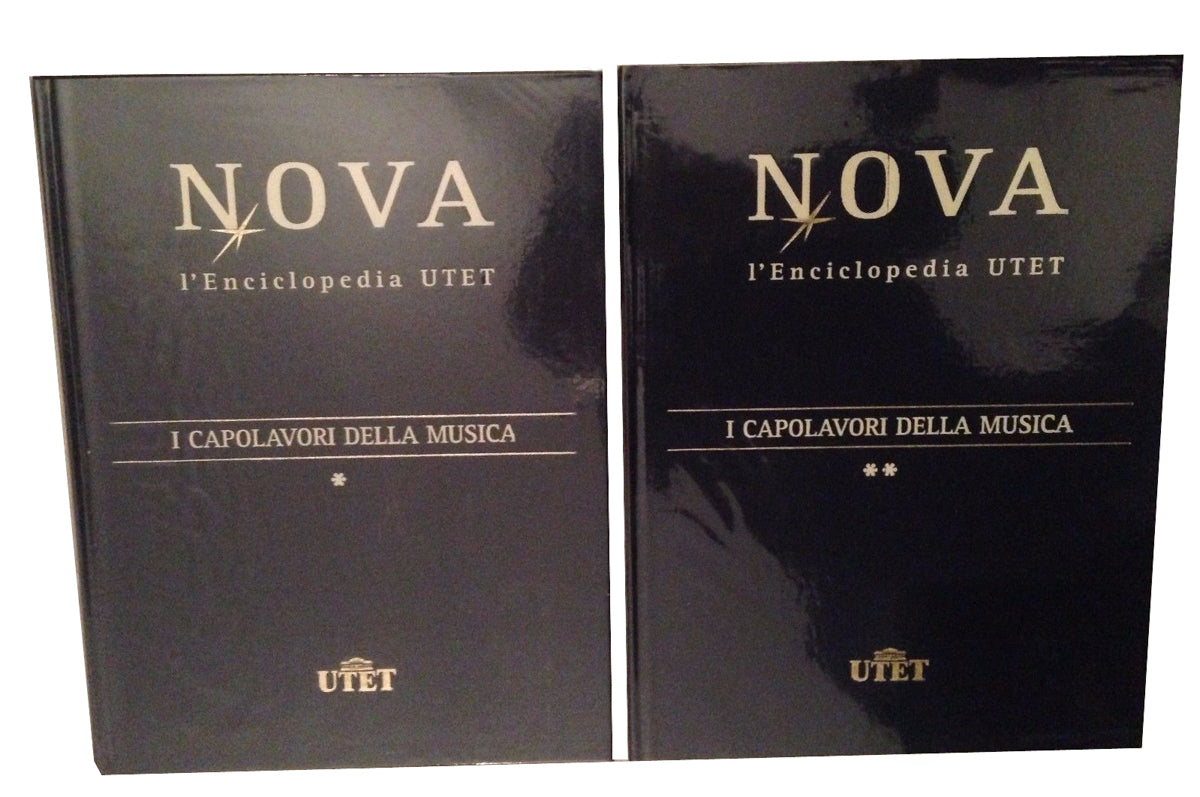 NOVA
l'Enciclopedia UTET
I CAPOLAVORI DELLA MUSICA
*
UTET
NOVA
l'Enciclopedia UTET
I CAPOLAVORI DELLA MUSICA
**
UTET